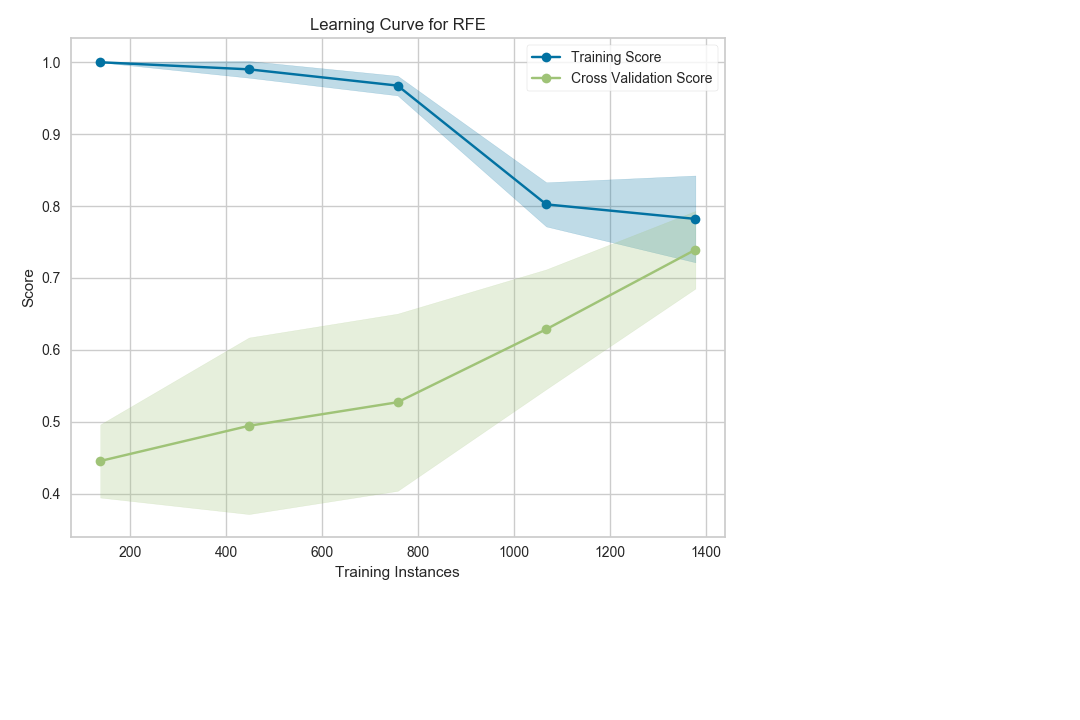 Learning Curve for RFE
Training Score
Cross Validation Score
1.0
0.9
0.8
0.7
0.6
0.5
0.4
Score
200 400 600 800 1000 1200 1400
Training Instances